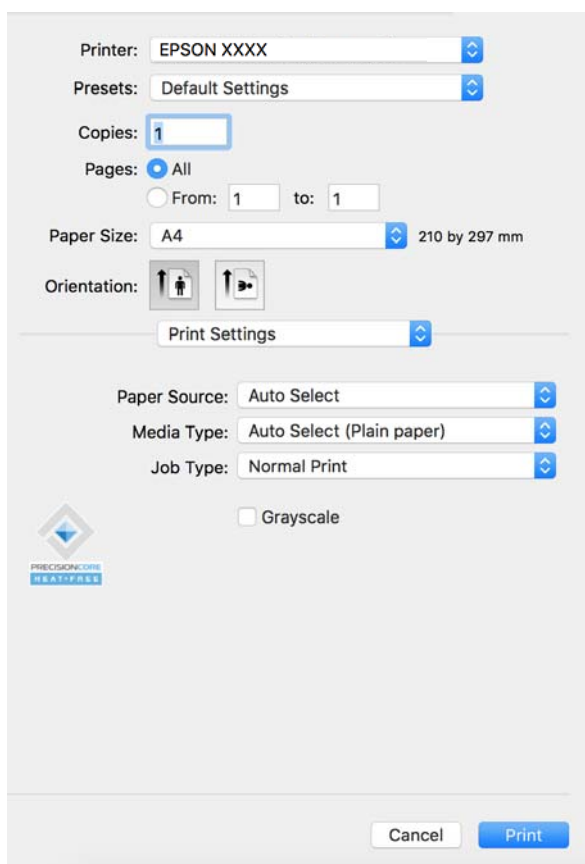 Printer: EPSON XXXX
Presets: Default Settings
Copies: 1
Pages: All
From: 1 to: 1
Paper Size: A4 210 by 297 mm
Orientation:
Print Settings
Paper Source: Auto Select
Media Type: Auto Select (Plain paper)
Job Type: Normal Print
Grayscale
PRECISIONCORE
HEAT-FREE
Cancel Print